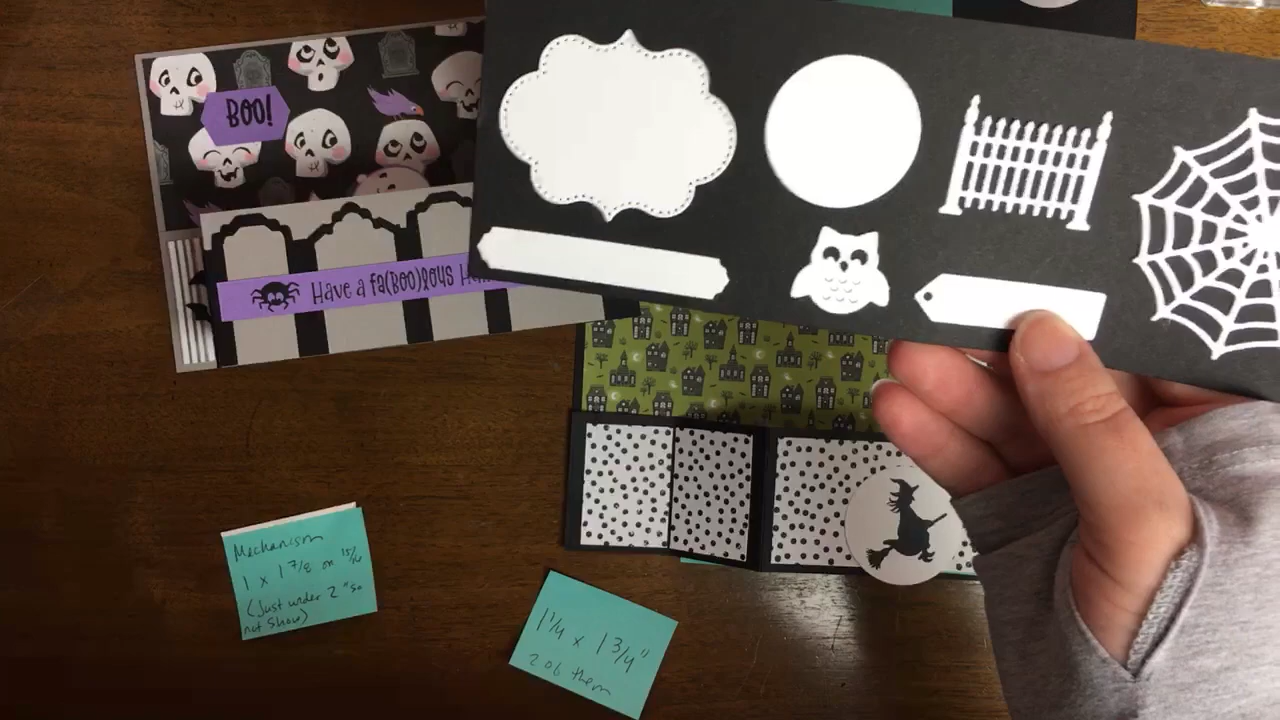 BOO!
Have a fa(BOO)lous
Mechanism
1 x 1 7/8 on 15/16
(Just under 2" so
not show)
1 1/4 x 1 3/4"
2 of them